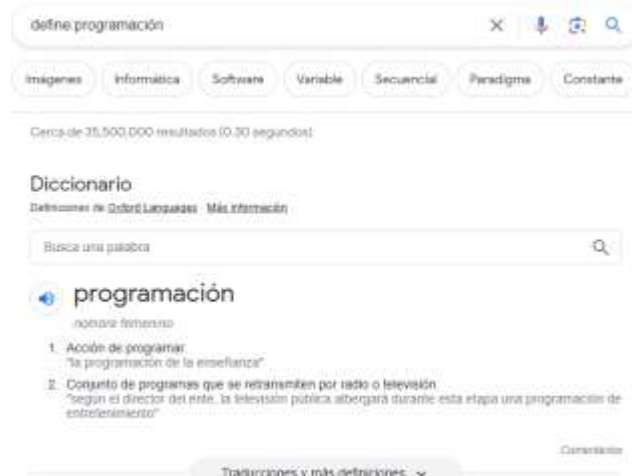 define:programación
Imágenes Informática Software Variable Secuencial Paradigma Constante
Cerca de 35,500,000 resultados (0.30 segundos)
Diccionario
Definiciones de Oxford Languages · Más información
Busca una palabra
programación
nombre femenino
1. Acción de programar.
"la programación de la enseñanza"
2. Conjunto de programas que se retransmiten por radio o televisión.
"según el director del ente, la televisión pública albergará durante esta etapa una programación de
entretenimiento"
Comentarios
Traducciones y más definiciones